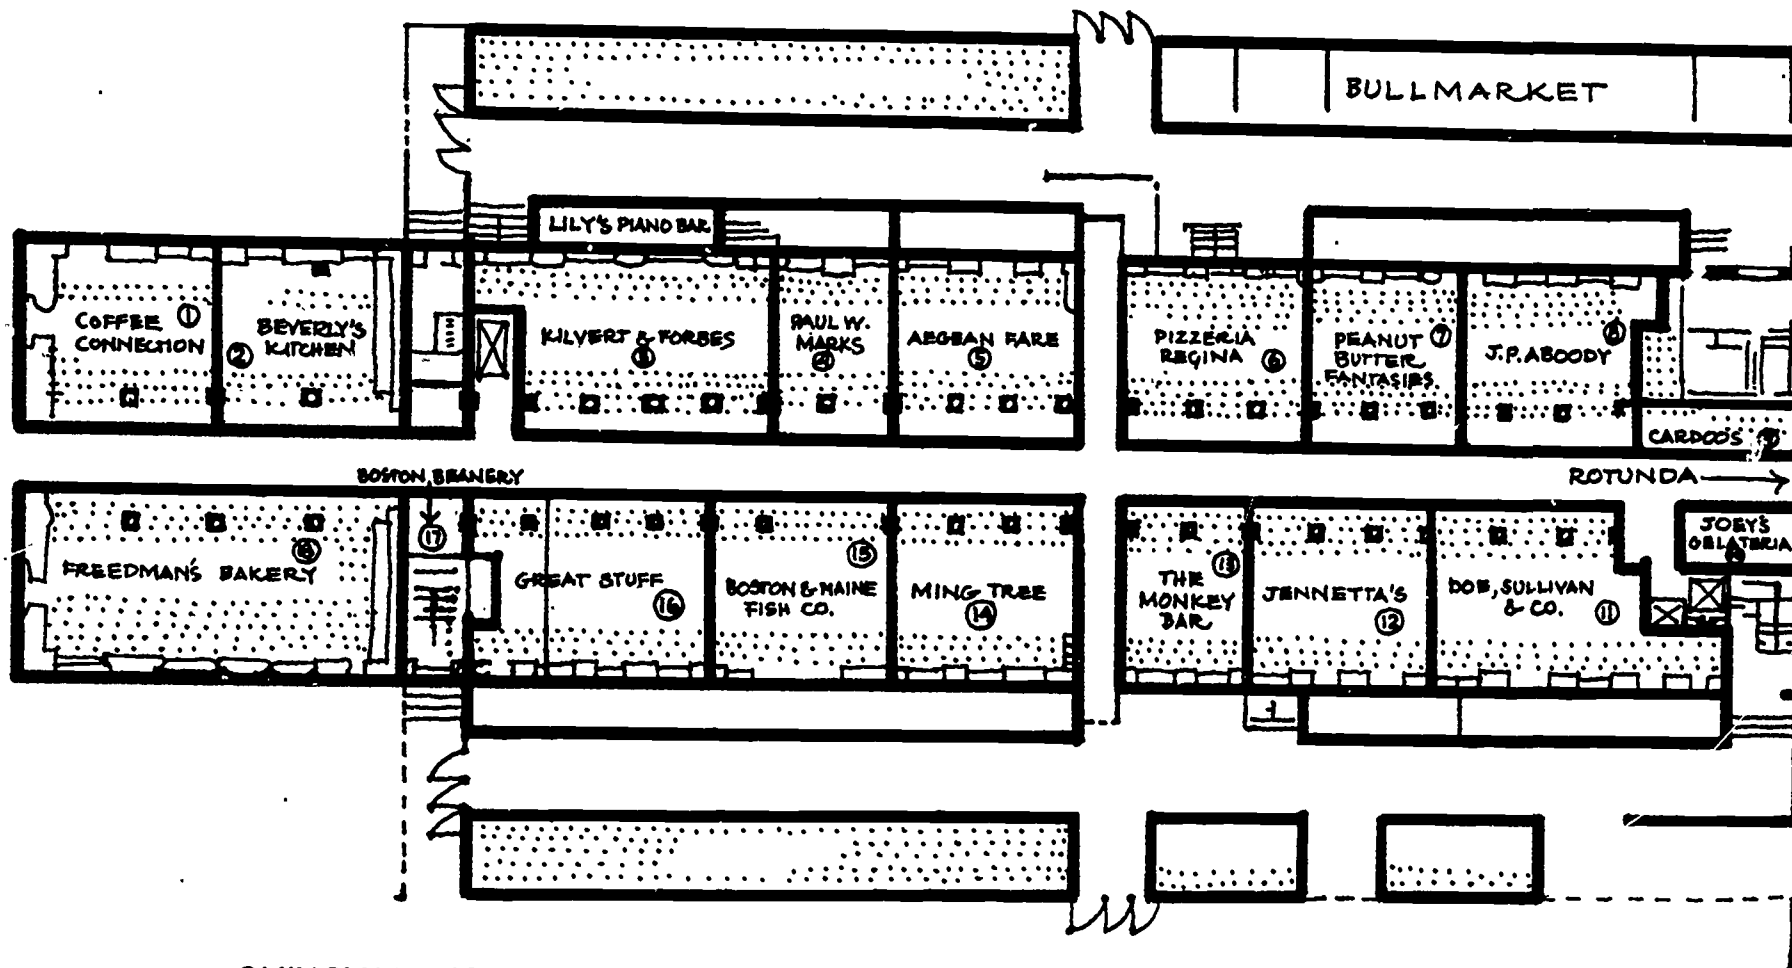 BULLMARKET
LILY'S PIANO BAR
COFFEE 1
CONNECTION
BEVERLY'S
KITCHEN
2
KILVERT & FORBES
3
PAUL W.
MARKS
4
AEGEAN FARE
5
PIZZERIA
REGINA 6
PEANUT 7
BUTTER
FANTASIES
8
J.P. ABOODY
CARDOO'S 9
ROTUNDA
BOSTON BEANERY
17
18
FREEDMAN'S BAKERY
GREAT STUFF
16
15
BOSTON & MAINE
FISH CO.
MING TREE
14
13
THE
MONKEY
BAR
JENNETTA'S
12
DOE, SULLIVAN
& CO. 11
JOEY'S
GELATERIA